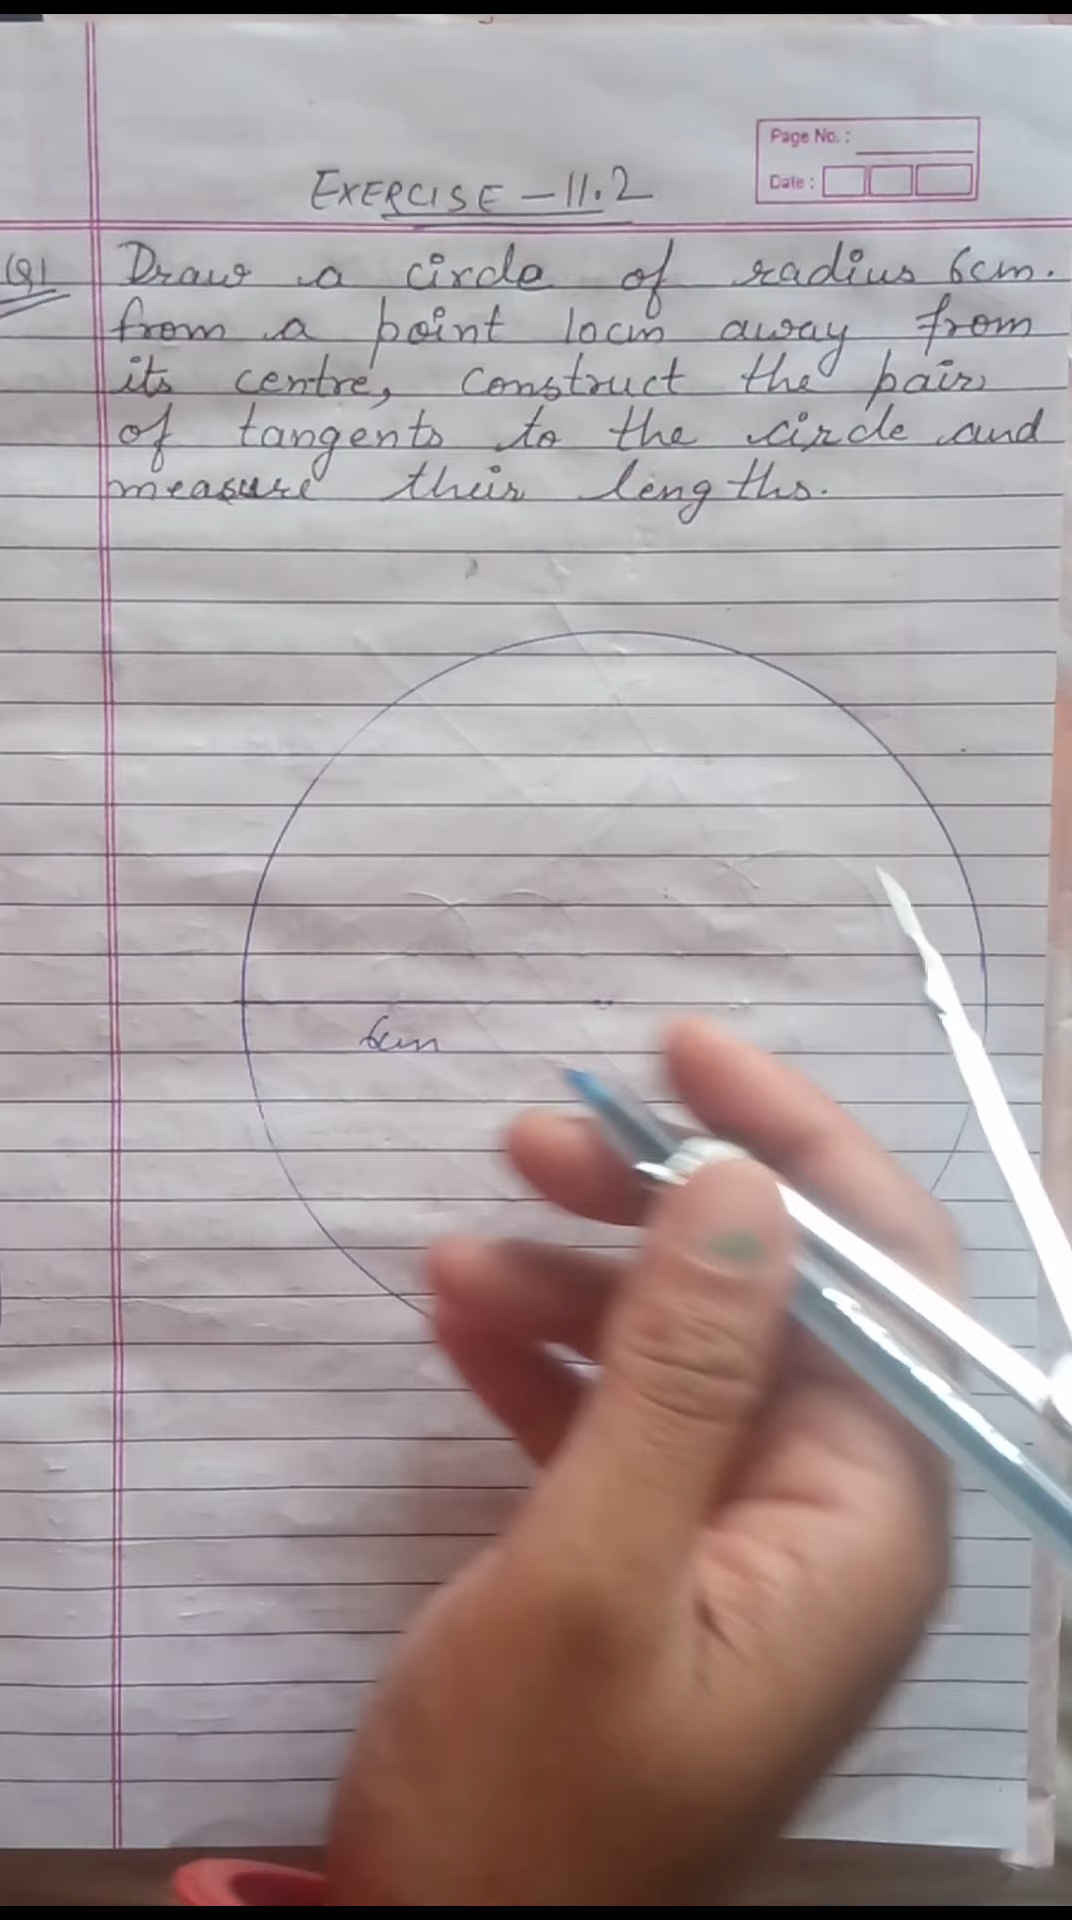 Page No. :
Date :
EXERCISE - 11.2
Q1 Draw a circle of radius 6cm.
from a point 10cm away from
its centre, construct the pair
of tangents to the circle and
measure their lengths.
6cm